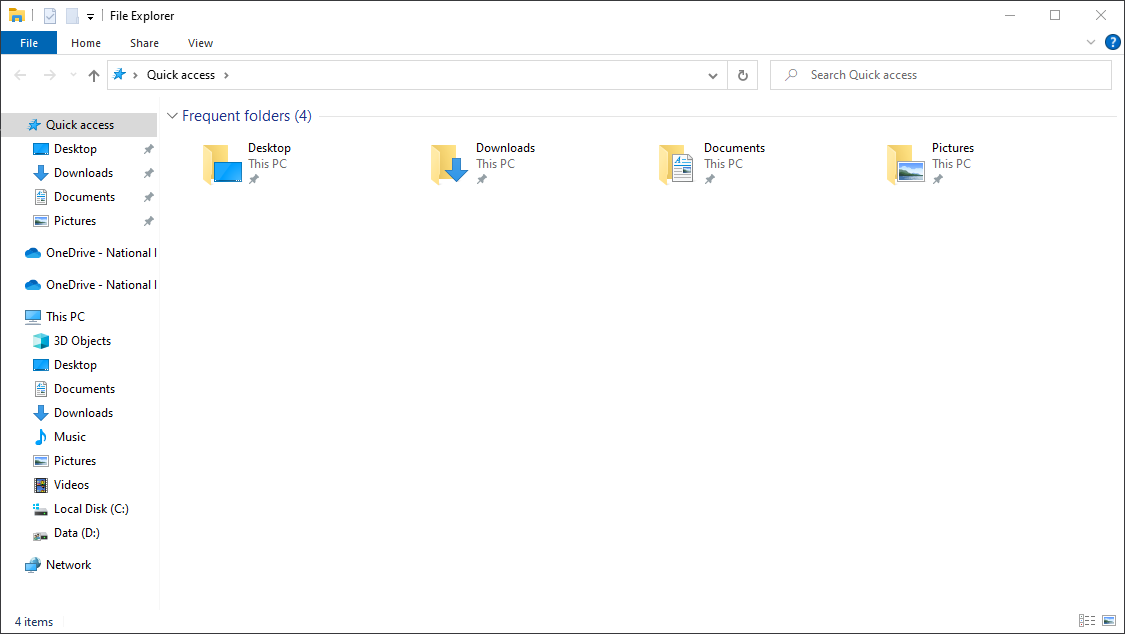 File Explorer
File
Home
Share
View
?
Quick access
Search Quick access
Quick access
Desktop
Downloads
Documents
Pictures
OneDrive - National
OneDrive - National
This PC
3D Objects
Desktop
Documents
Downloads
Music
Pictures
Videos
Local Disk (C:)
Data (D:)
Network
Frequent folders (4)
Desktop
This PC
Downloads
This PC
Documents
This PC
Pictures
This PC
4 items